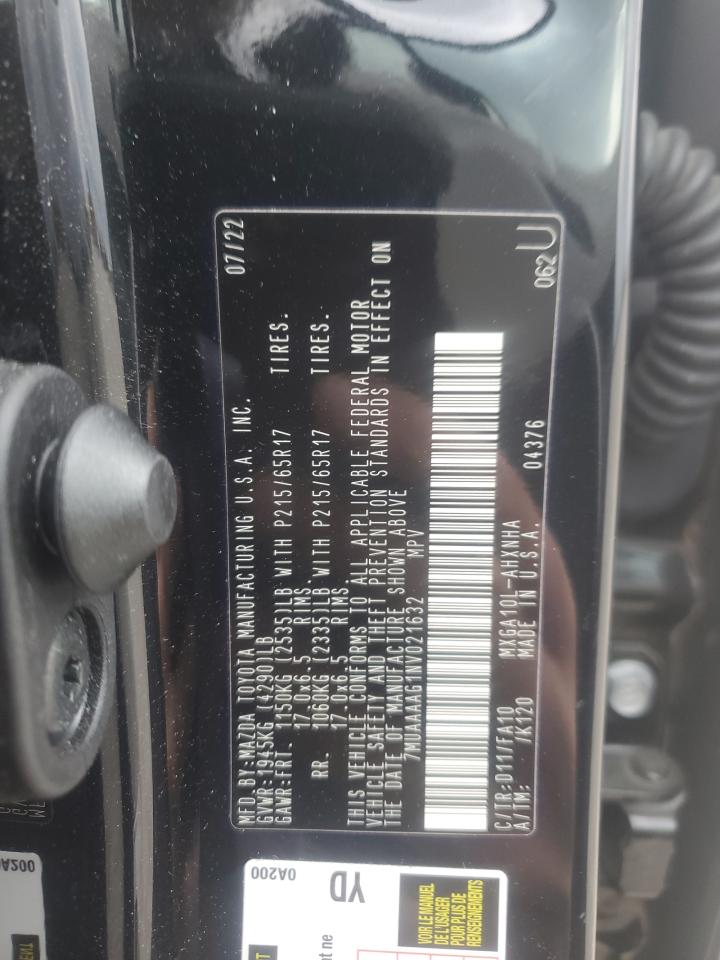 MFD.BY:MAZDA TOYOTA MANUFACTURING U.S.A. INC. 07/22
GVWR:1945KG (4290)LB
GAWR:FRT. 1150KG (2535)LB WITH P215/65R17 TIRES.
17.0x6.5 RIMS
RR. 1060KG (2335)LB WITH P215/65R17 TIRES.
17.0x6.5 RIMS
THIS VEHICLE CONFORMS TO ALL APPLICABLE FEDERAL MOTOR
VEHICLE SAFETY AND THEFT PREVENTION STANDARDS IN EFFECT ON
THE DATE OF MANUFACTURE SHOWN ABOVE
7MUAAAAG1NV021632 MPV
C/TR:D11/FA10 MXGA10L-AHXNHA
A/TM: /K120 MADE IN U.S.A. 04376
062U
0A200
YD
VOIR LE MANUEL
DE L'USAGER
POUR PLUS DE
RENSEIGNEMENTS
nt ne
0A200